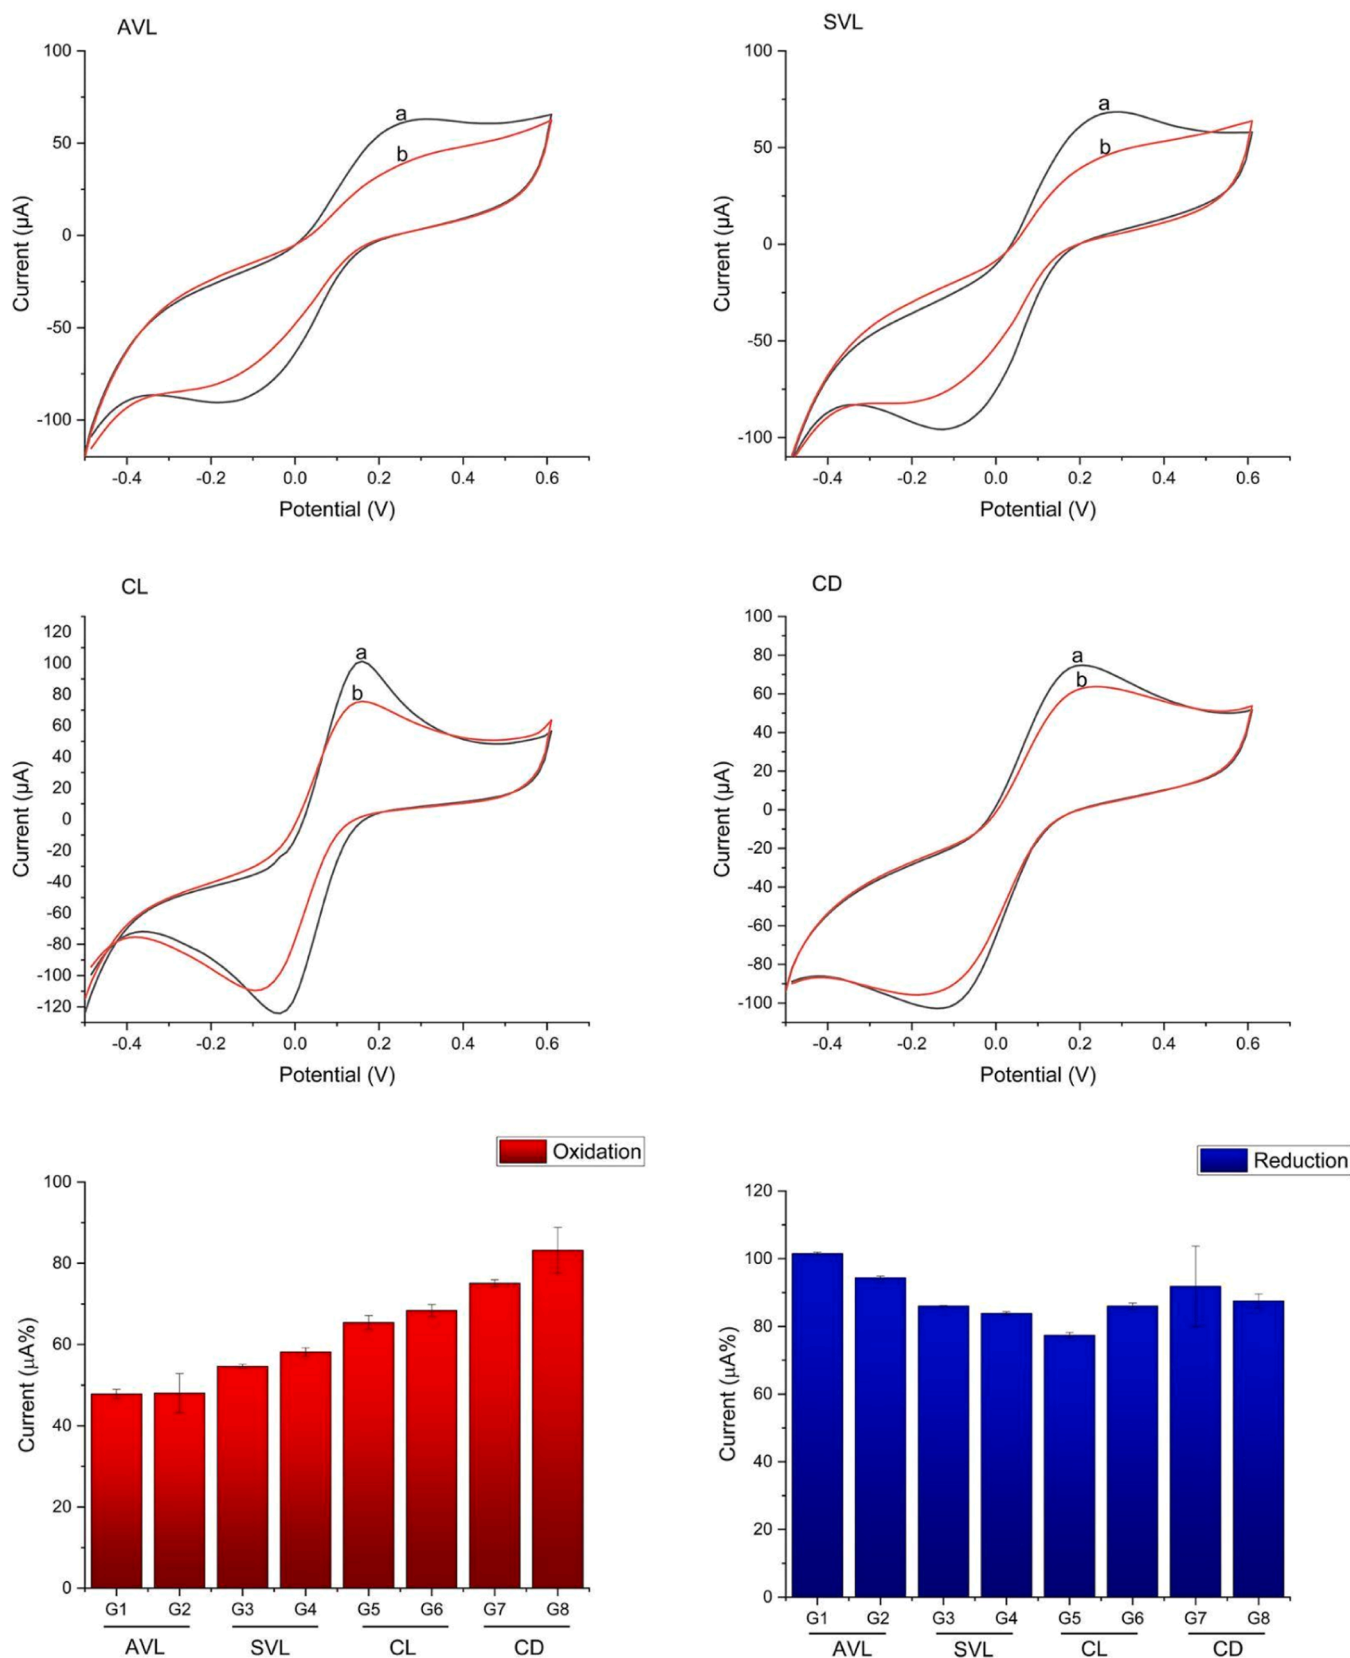 AVL
100
50
0
-50
-100
Current (µA)
a
b
-0.4 -0.2 0.0 0.2 0.4 0.6
Potential (V)
SVL
100
50
0
-50
-100
Current (µA)
a
b
-0.4 -0.2 0.0 0.2 0.4 0.6
Potential (V)
CL
120
100
80
60
40
20
0
-20
-40
-60
-80
-100
-120
Current (µA)
a
b
-0.4 -0.2 0.0 0.2 0.4 0.6
Potential (V)
CD
100
80
60
40
20
0
-20
-40
-60
-80
-100
Current (µA)
a
b
-0.4 -0.2 0.0 0.2 0.4 0.6
Potential (V)
Oxidation
100
80
60
40
20
0
Current (µA%)
G1 G2 G3 G4 G5 G6 G7 G8
AVL SVL CL CD
Reduction
120
100
80
60
40
20
0
Current (µA%)
G1 G2 G3 G4 G5 G6 G7 G8
AVL SVL CL CD